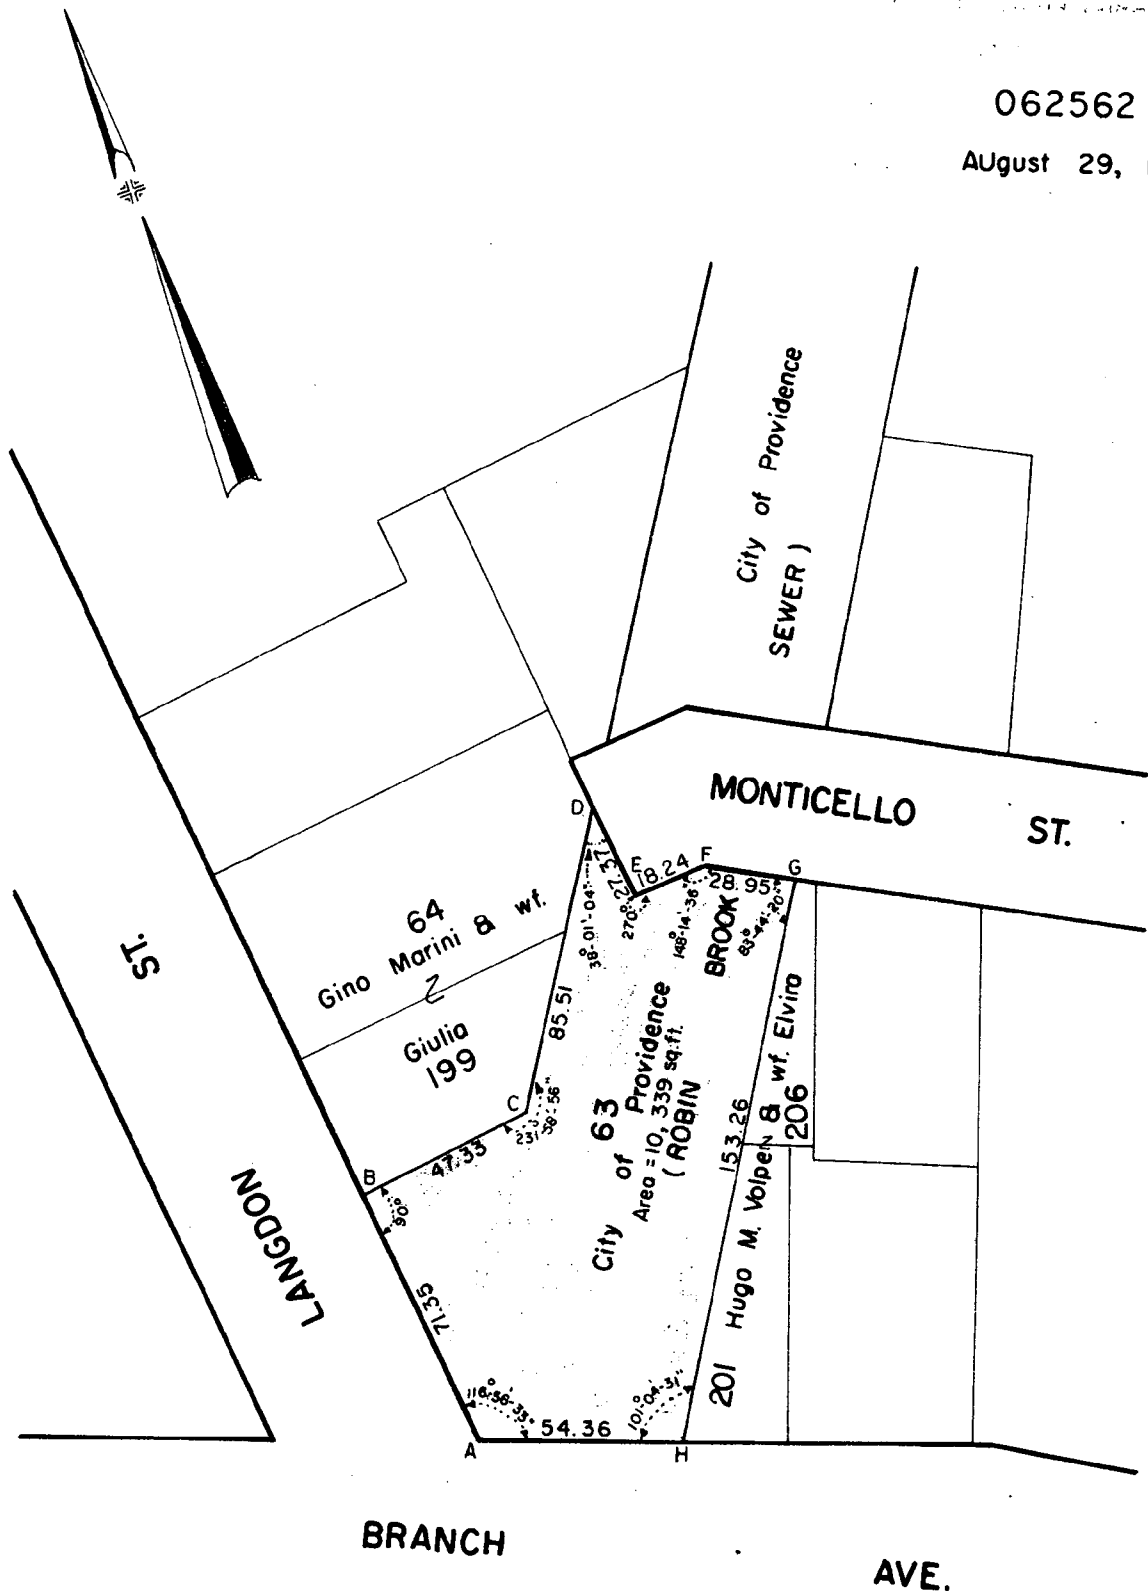 062562
AUgust 29,
City of Providence
SEWER )
MONTICELLO ST.
D
E
F
G
27.37
18.24
28.95
270°
148°-14'-36"
83°-44'-20"
38°-01'-04"
64
Gino Marini & wf.
2
Giulia
199
85.51
C
231°-58'-56"
47.33
B
90°
71.35
BROOK
63
City of Providence
Area = 10,339 sq.ft.
( ROBIN
153.26
206
201 Hugo M. Volpe & wf. Elvira
ST.
LANGDON
116°-56'-33"
101°-04'-31"
54.36
A
H
BRANCH AVE.